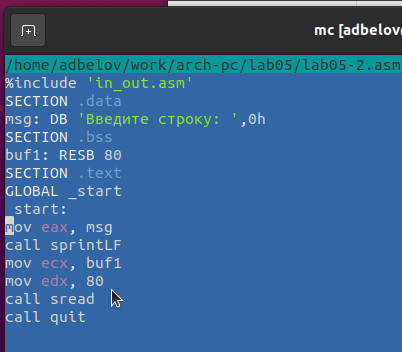 mc [adbelov
/home/adbelov/work/arch-pc/lab05/lab05-2.asm
%include 'in_out.asm'
SECTION .data
msg: DB 'Введите строку: ',0h
SECTION .bss
buf1: RESB 80
SECTION .text
GLOBAL _start
_start:
mov eax, msg
call sprintLF
mov ecx, buf1
mov edx, 80
call sread
call quit